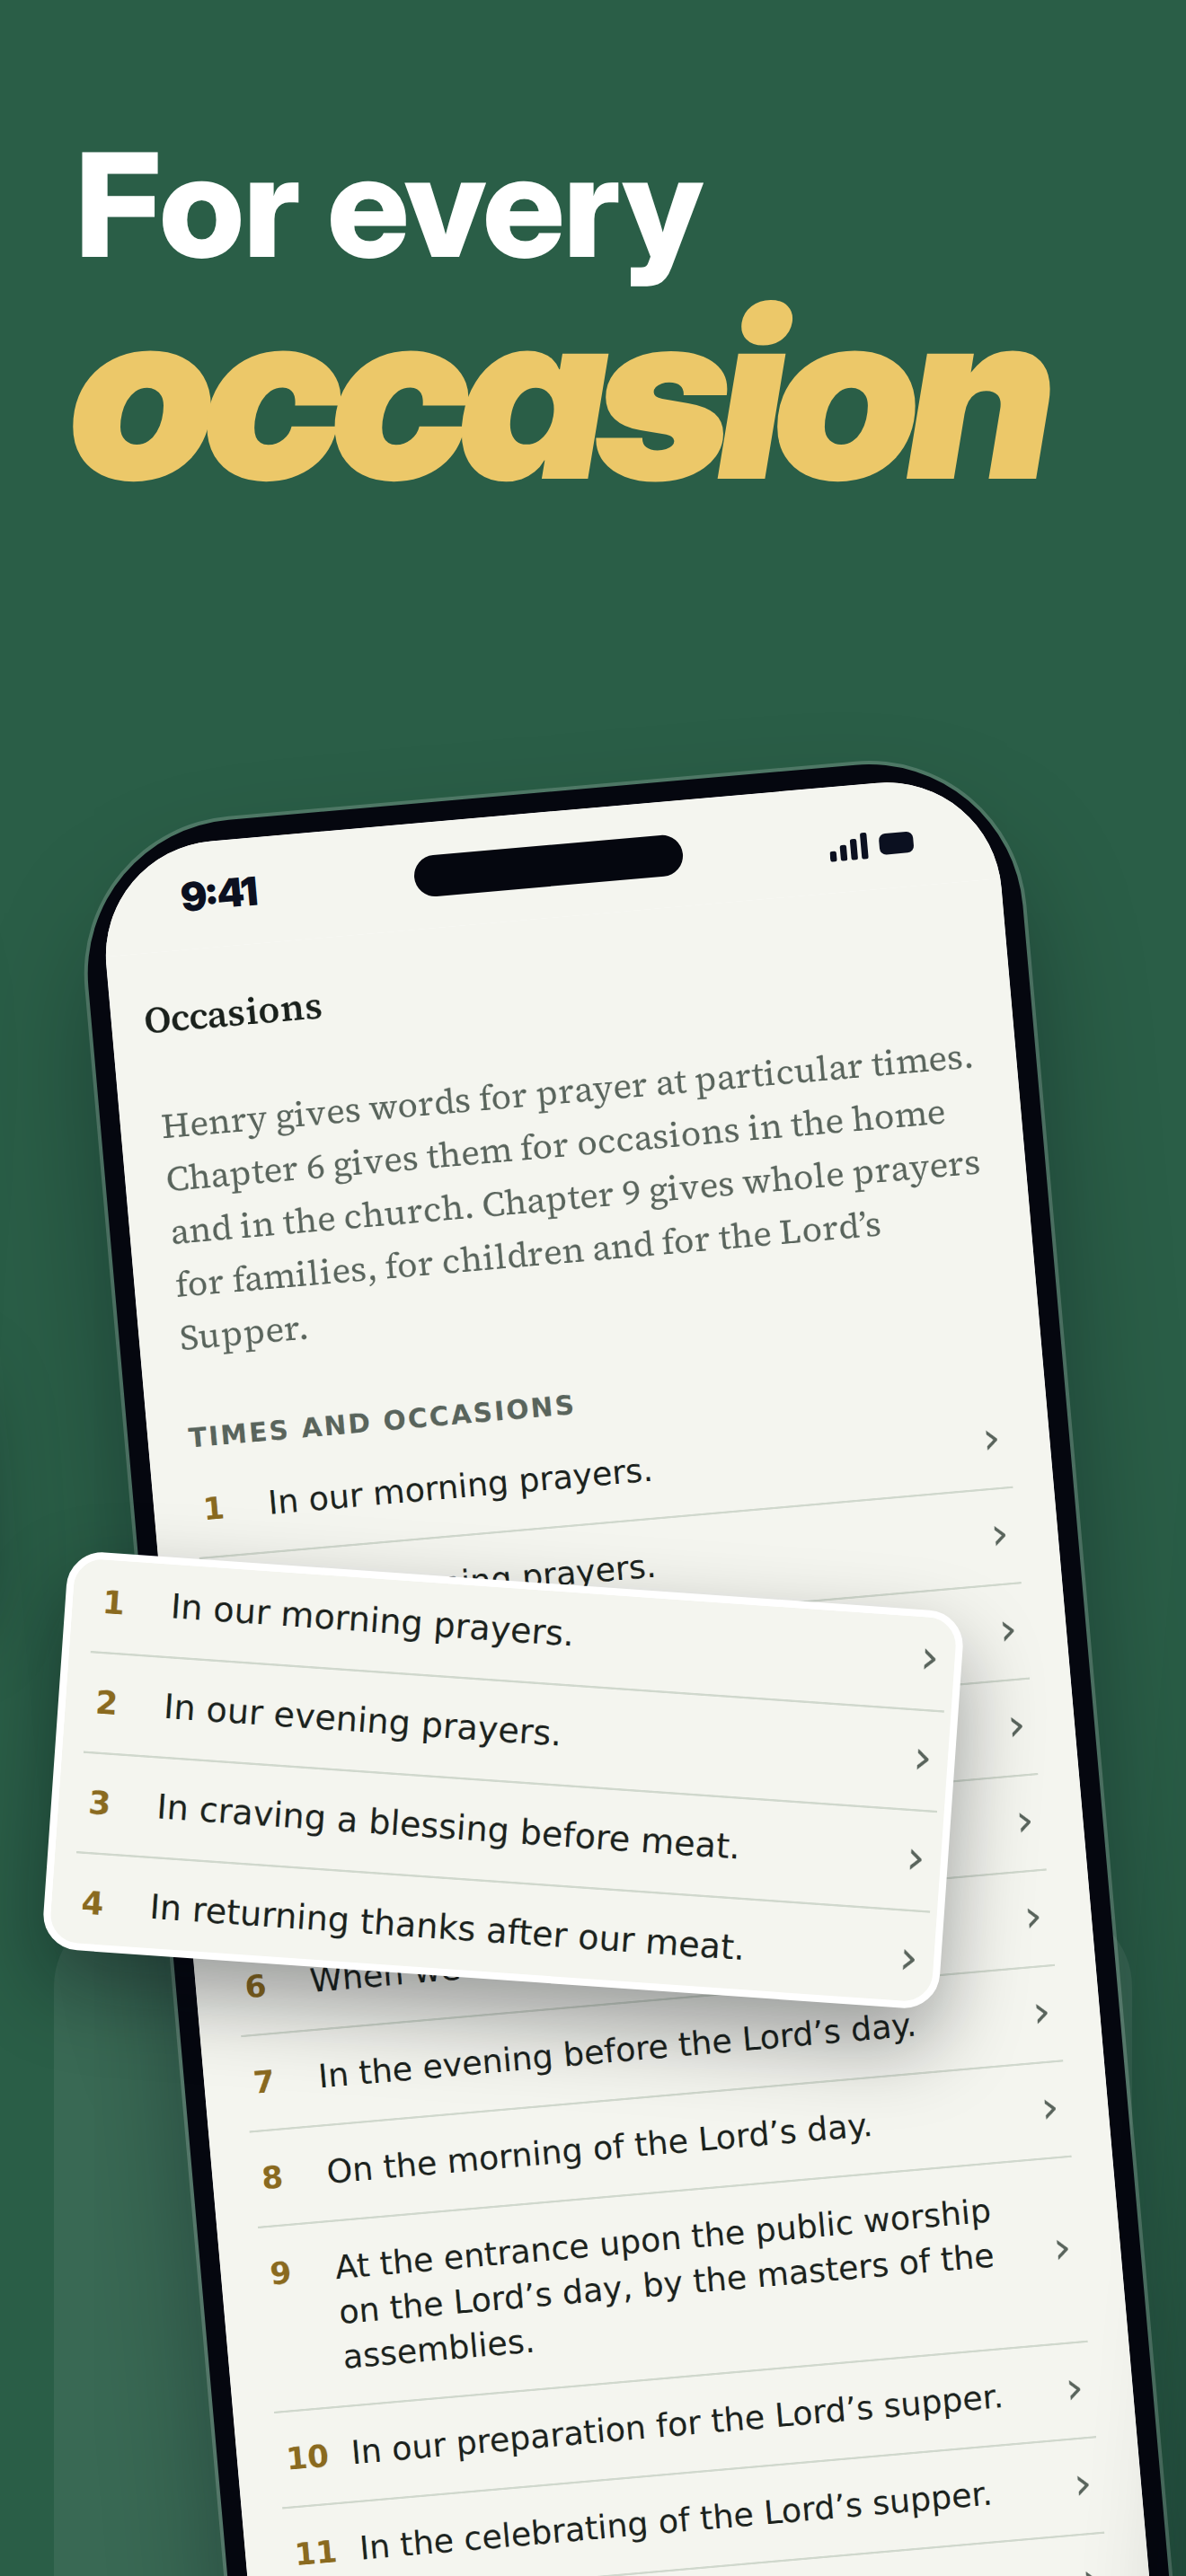 For every
occasion
9:41
Occasions
Henry gives words for prayer at particular times.
Chapter 6 gives them for occasions in the home
and in the church. Chapter 9 gives whole prayers
for families, for children and for the Lord’s
Supper.
TIMES AND OCCASIONS
1 In our morning prayers.
prayers.
1 In our morning prayers.
2 In our evening prayers.
3 In craving a blessing before meat.
4 In returning thanks after our meat.
6 When we
7 In the evening before the Lord’s day.
8 On the morning of the Lord’s day.
9 At the entrance upon the public worship
on the Lord’s day, by the masters of the
assemblies.
10 In our preparation for the Lord’s supper.
11 In the celebrating of the Lord’s supper.